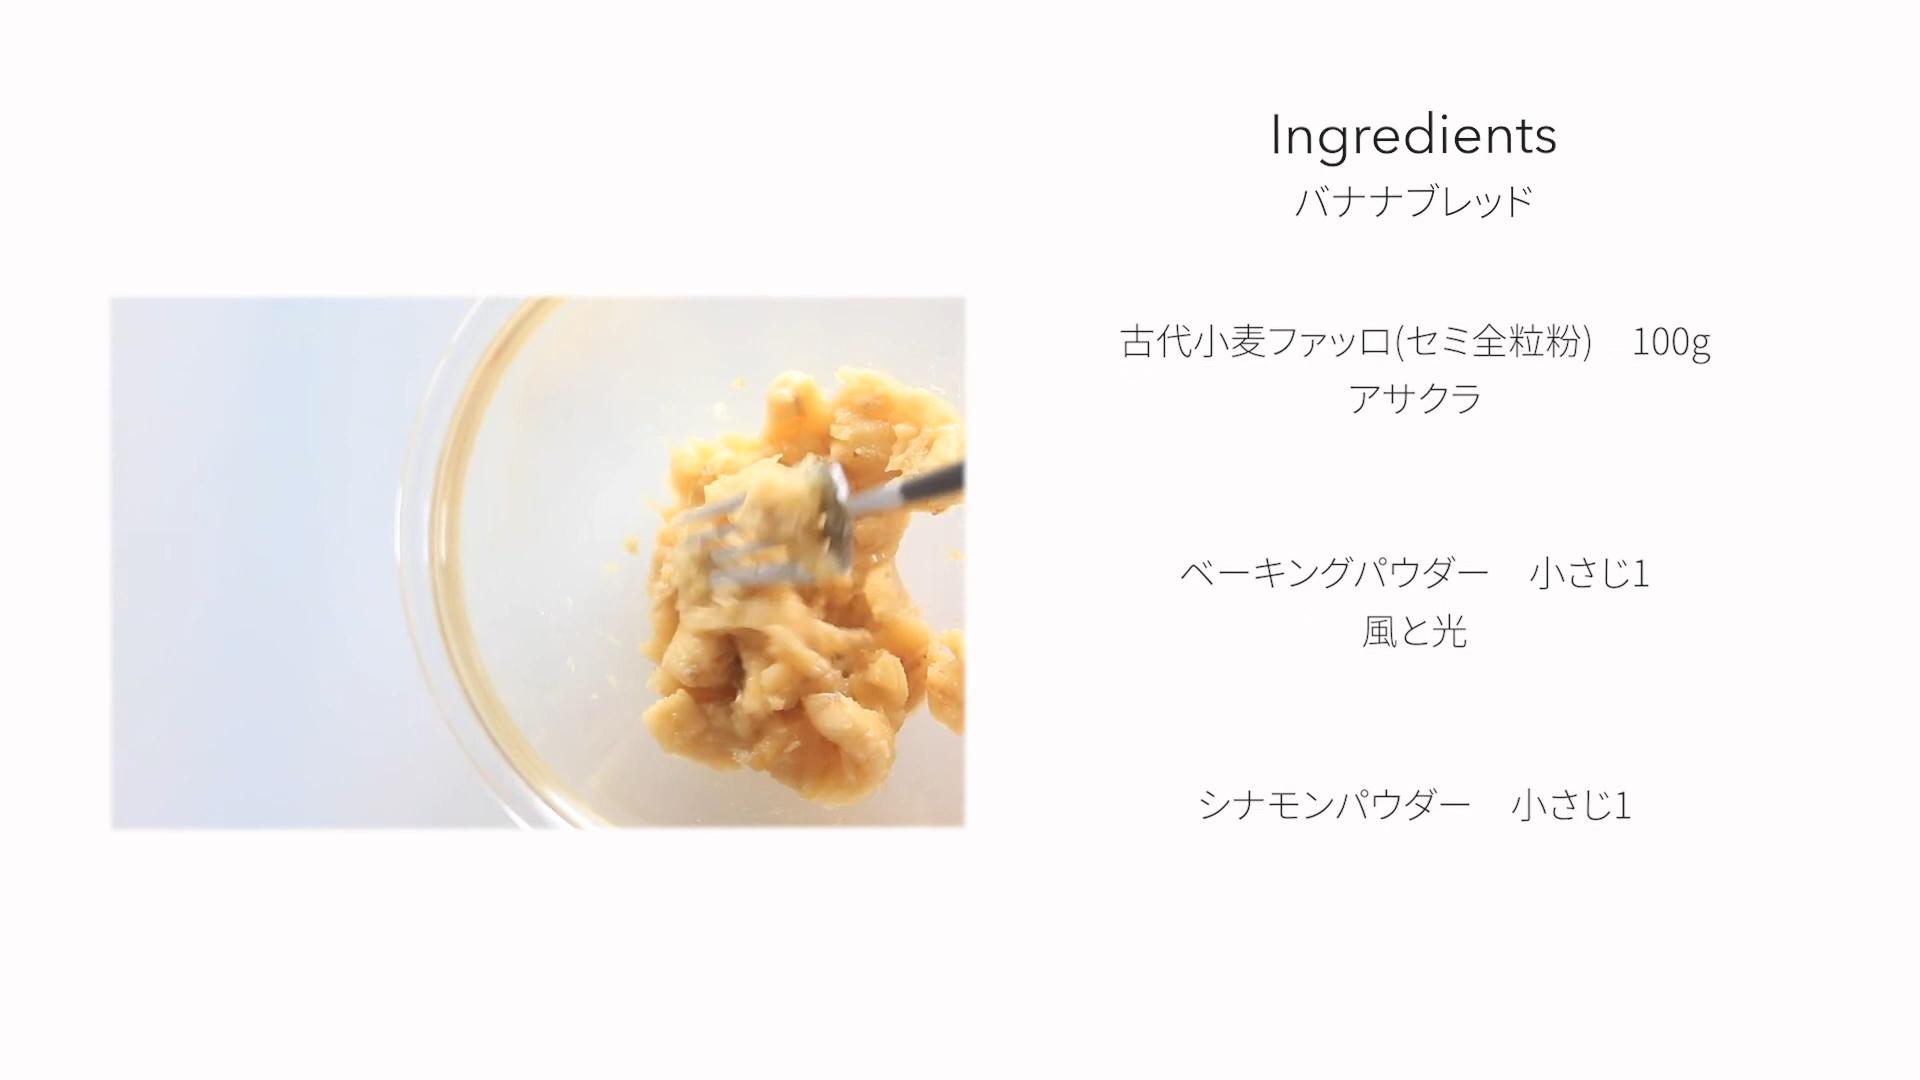 Ingredients
バナナブレッド
古代小麦ファッロ(セミ全粒粉)　100g
アサクラ
ベーキングパウダー　小さじ1
風と光
シナモンパウダー　小さじ1